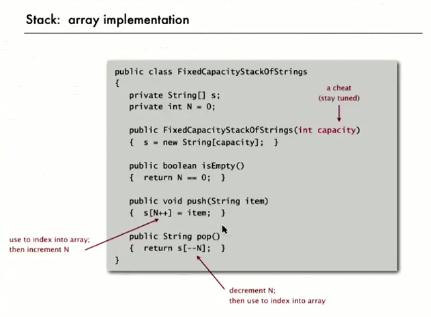 Stack: array implementation
public class FixedCapacityStackOfStrings
{
private String[] s;
private int N = 0;
a cheat
(stay tuned)
public FixedCapacityStackOfStrings(int capacity)
{ s = new String[capacity]; }
public boolean isEmpty()
{ return N == 0; }
public void push(String item)
{ s[N++] = item; }
use to index into array;
then increment N
public String pop()
{ return s[--N]; }
}
decrement N;
then use to index into array